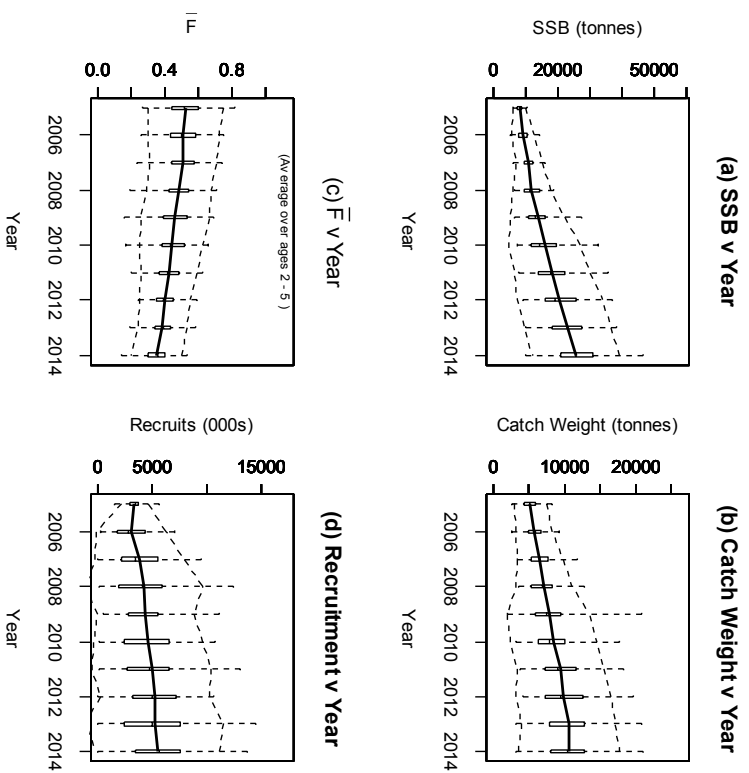 (a) SSB v Year
SSB (tonnes)
0 20000 50000
2006 2008 2010 2012 2014
Year
(b) Catch Weight v Year
Catch Weight (tonnes)
0 10000 20000
2006 2008 2010 2012 2014
Year
(c) F̅ v Year
(Average over ages 2 - 5 )
F̅
0.0 0.4 0.8
2006 2008 2010 2012 2014
Year
(d) Recruitment v Year
Recruits (000s)
0 5000 15000
2006 2008 2010 2012 2014
Year